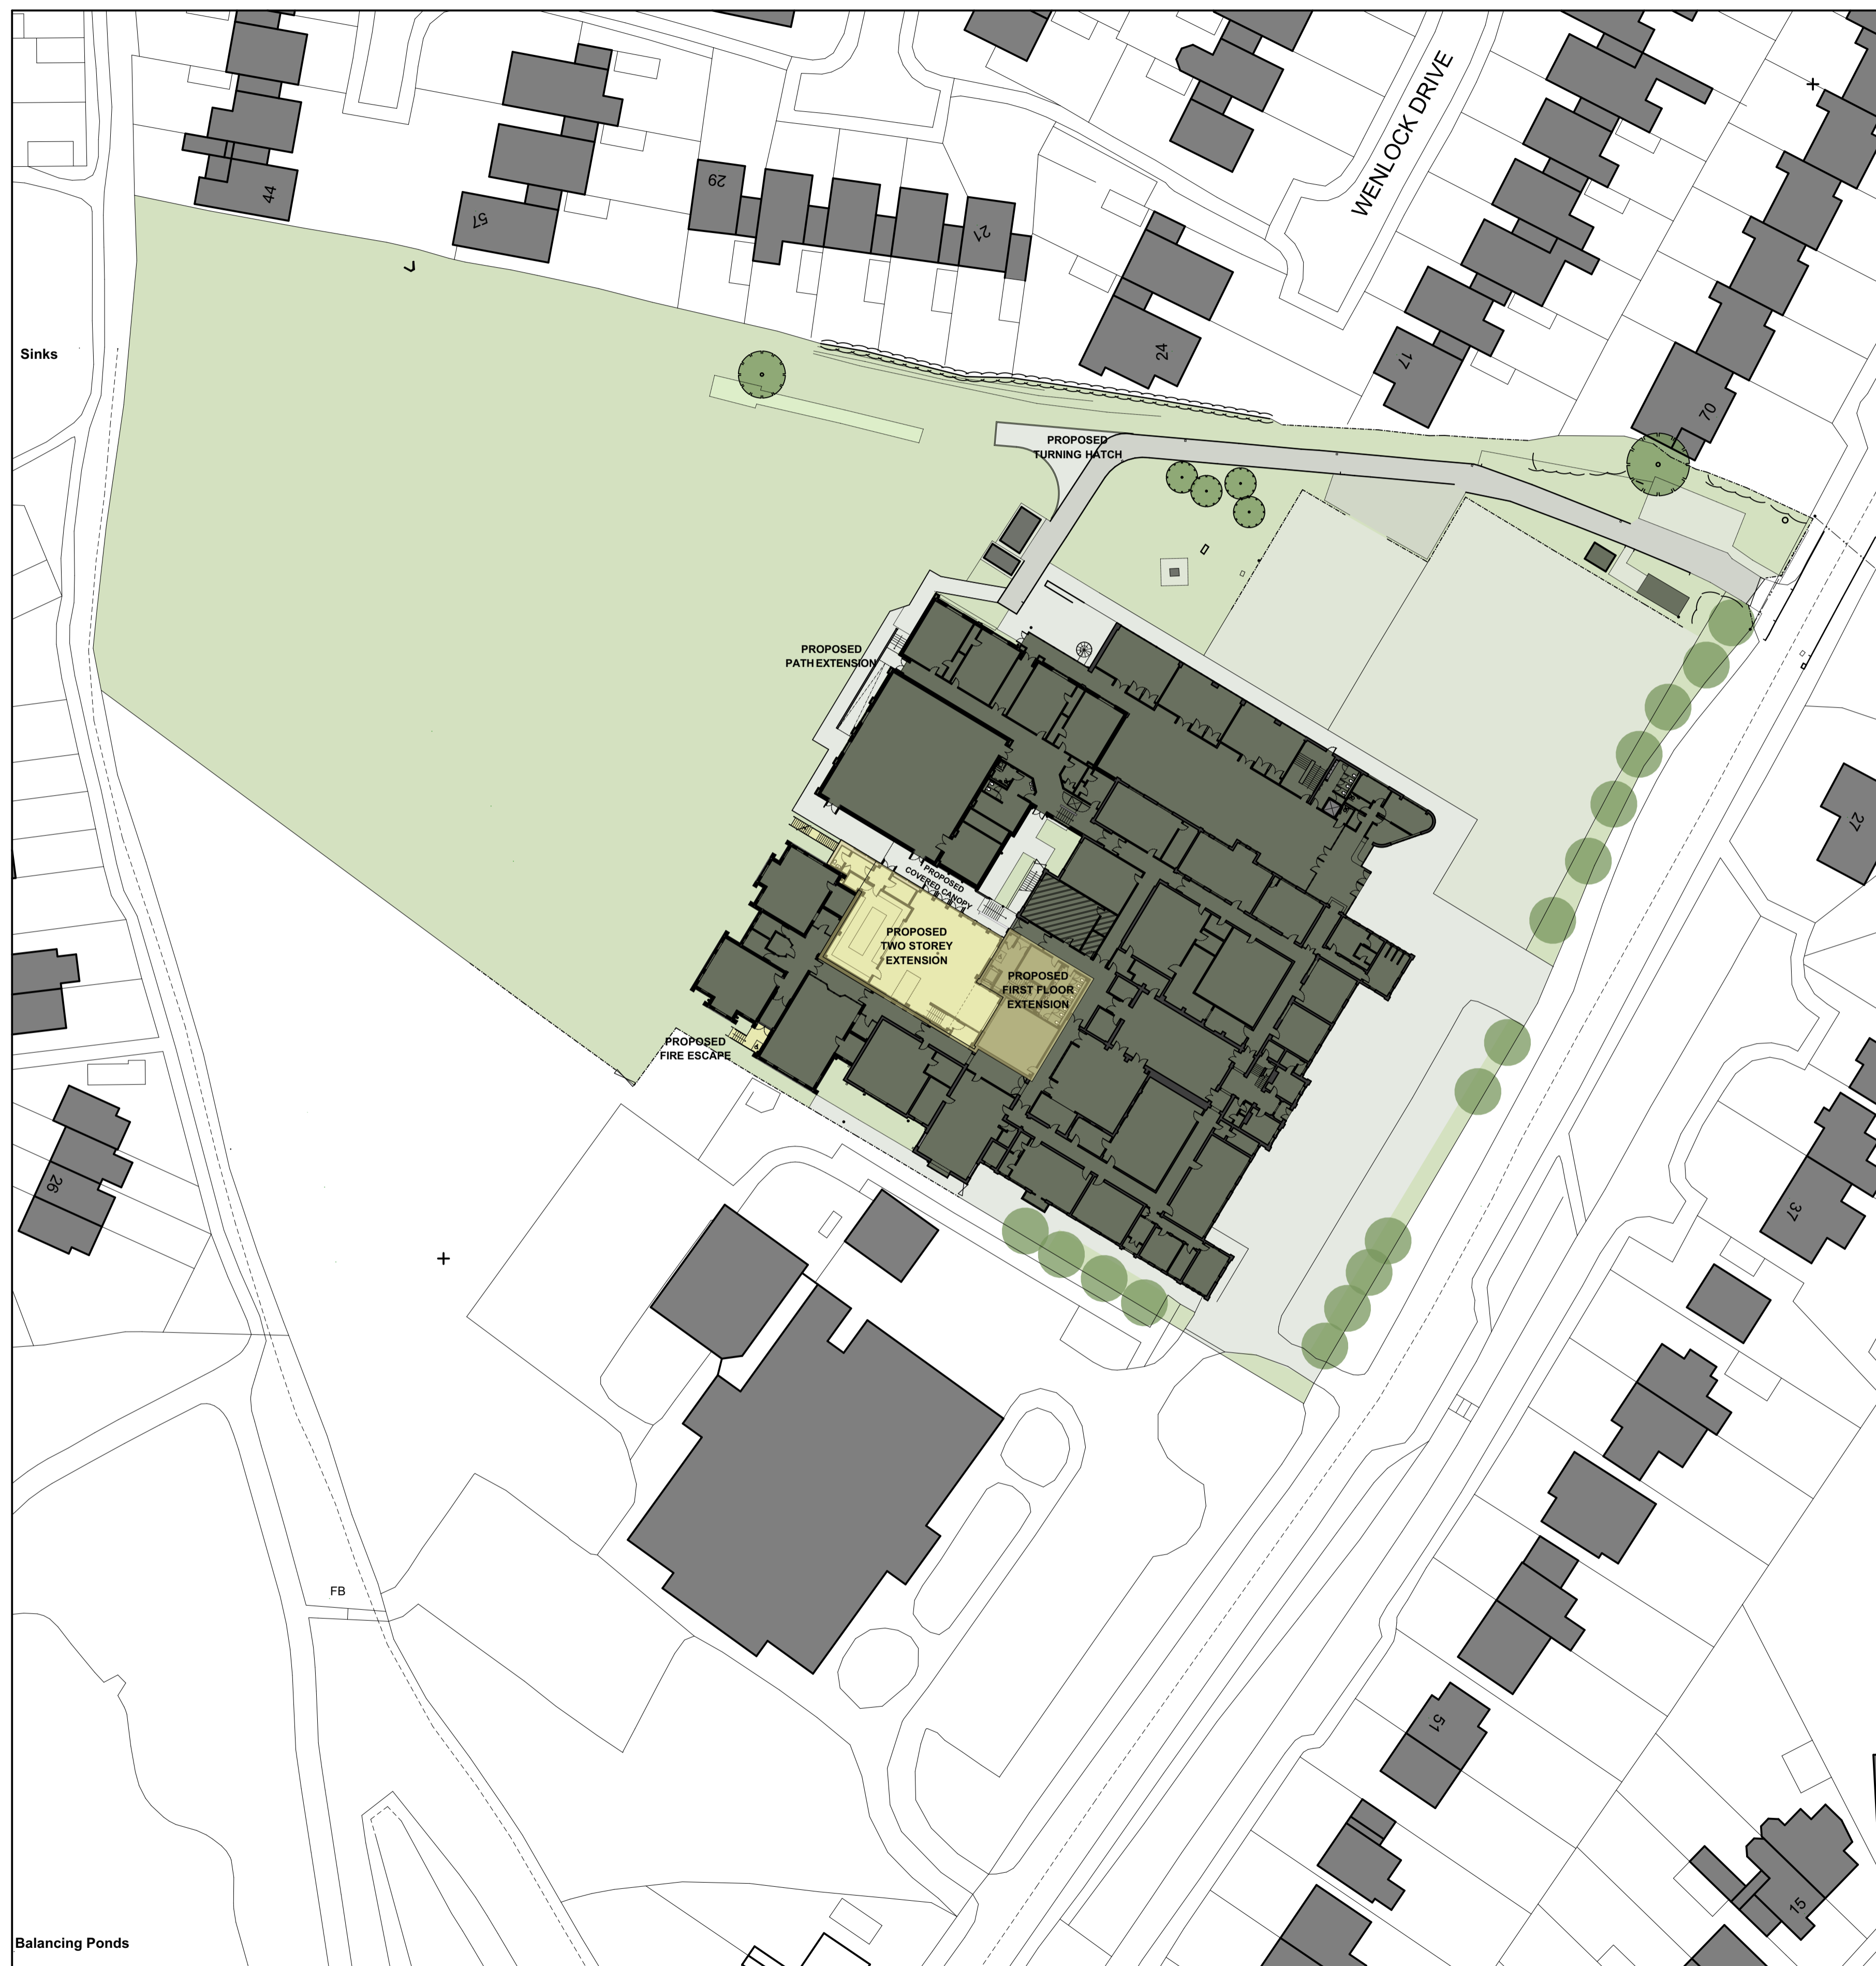 WENLOCK DRIVE
44
57
29
21
24
17
70
Sinks
PROPOSED
TURNING HATCH
PROPOSED
PATH EXTENSION
PROPOSED
COVERED CANOPY
PROPOSED
TWO STOREY
EXTENSION
PROPOSED
FIRST FLOOR
EXTENSION
PROPOSED
FIRE ESCAPE
27
26
37
FB
51
15
Balancing Ponds